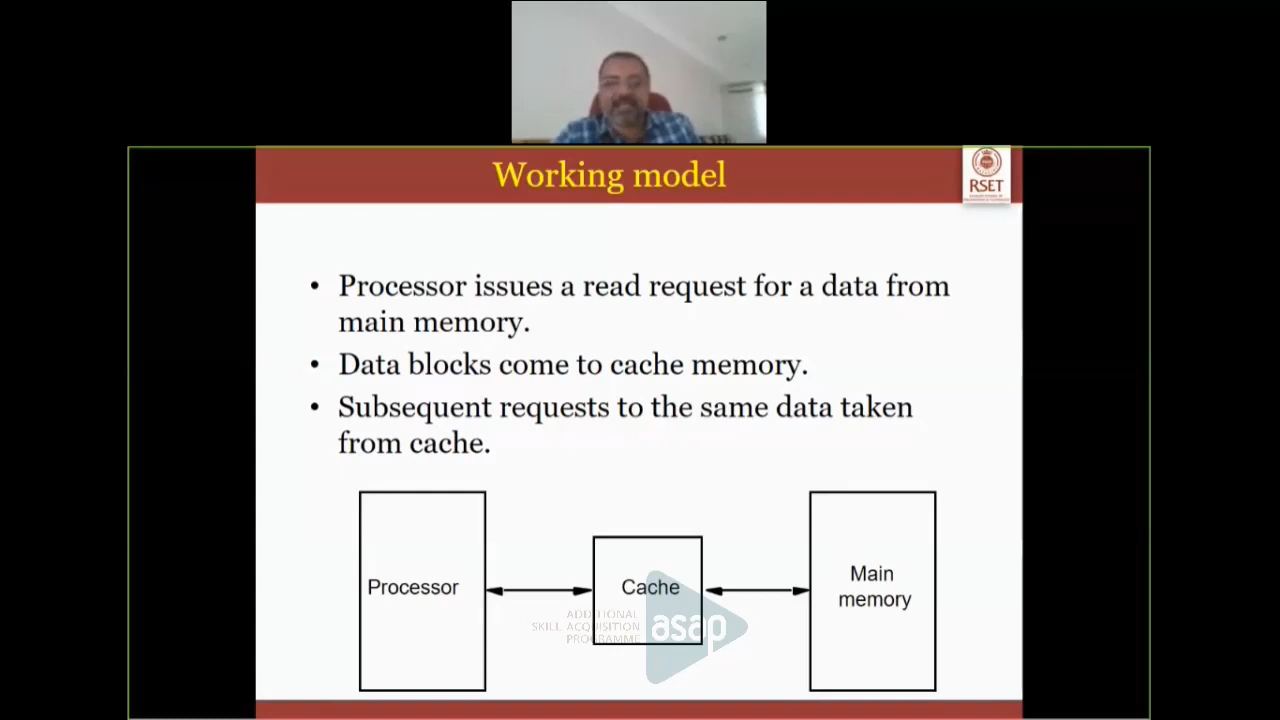 Working model
RSET
• Processor issues a read request for a data from
main memory.
• Data blocks come to cache memory.
• Subsequent requests to the same data taken
from cache.
Processor
Cache
Main
memory
ADDITIONAL
SKILL ACQUISITION
PROGRAMME
asap